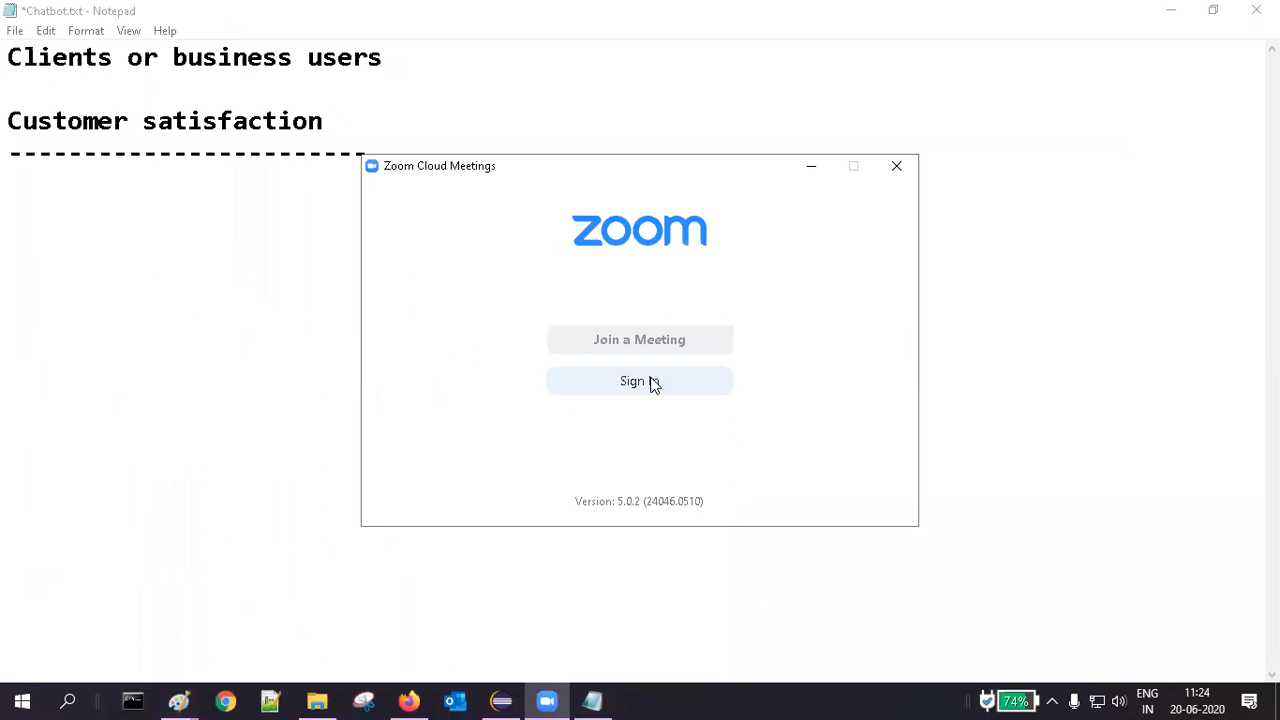 *Chatbot.txt - Notepad
File Edit Format View Help
Clients or business users
Customer satisfaction
------------------------
Zoom Cloud Meetings
zoom
Join a Meeting
Sign In
Version: 5.0.2 (24046.0510)
74%
ENG
IN
11:24
20-06-2020